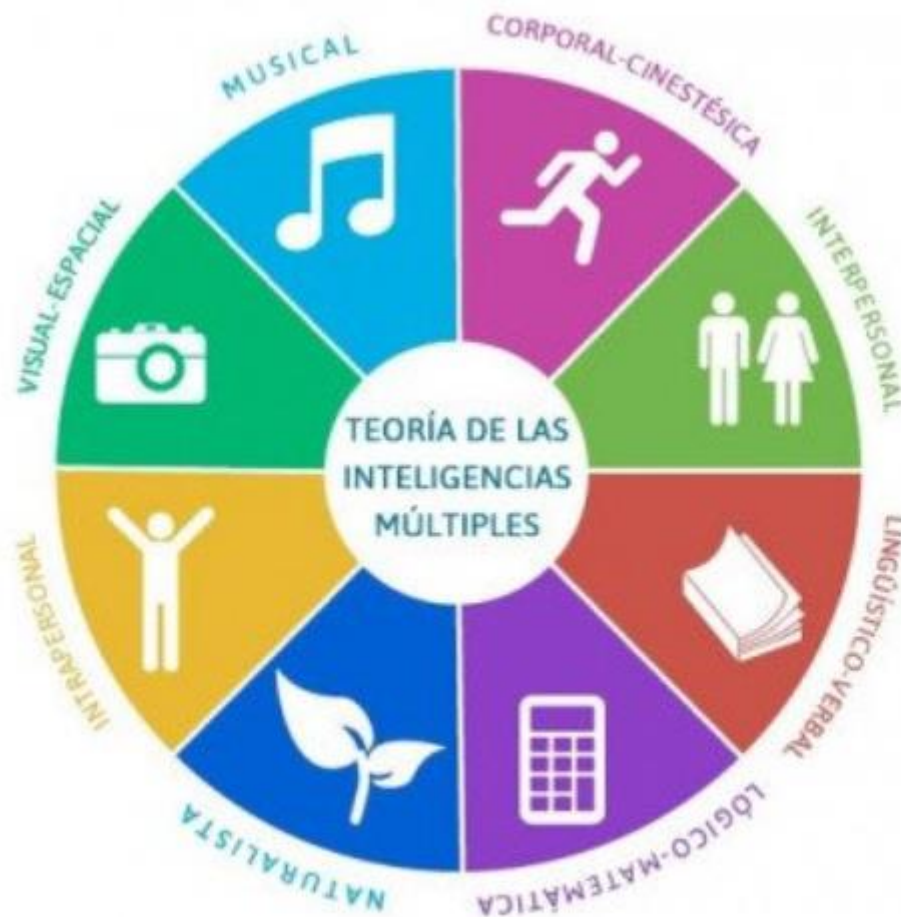 TEORÍA DE LAS
INTELIGENCIAS
MÚLTIPLES
MUSICAL
CORPORAL-CINESTÉSICA
INTERPERSONAL
LINGÜÍSTICO-VERBAL
LÓGICO-MATEMÁTICA
NATURALISTA
INTRAPERSONAL
VISUAL-ESPACIAL